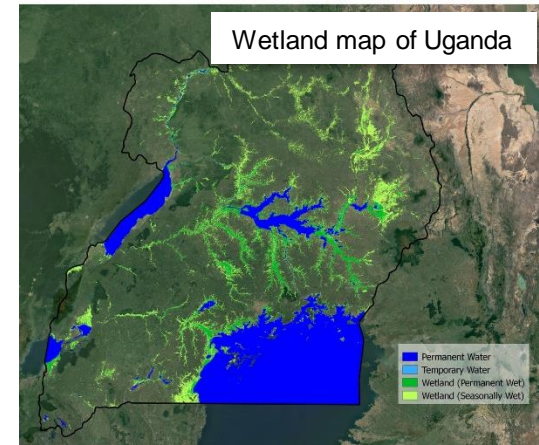 Wetland map of Uganda
Permanent Water
Temporary Water
Wetland (Permanent Wet)
Wetland (Seasonally Wet)